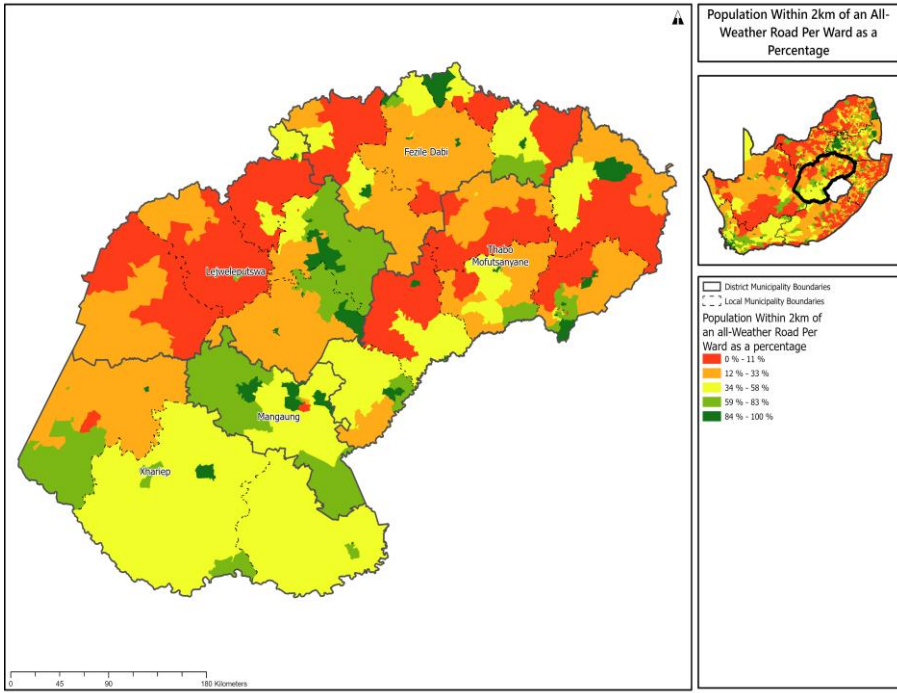 Population Within 2km of an All-
Weather Road Per Ward as a
Percentage
Fezile Dabi
Thabo
Mofutsanyane
Lejweleputswa
Mangaung
Xhariep
0 45 90 180 Kilometers
District Municipality Boundaries
Local Municipality Boundaries
Population Within 2km of
an all-Weather Road Per
Ward as a percentage
0 % - 11 %
12 % - 33 %
34 % - 58 %
59 % - 83 %
84 % - 100 %